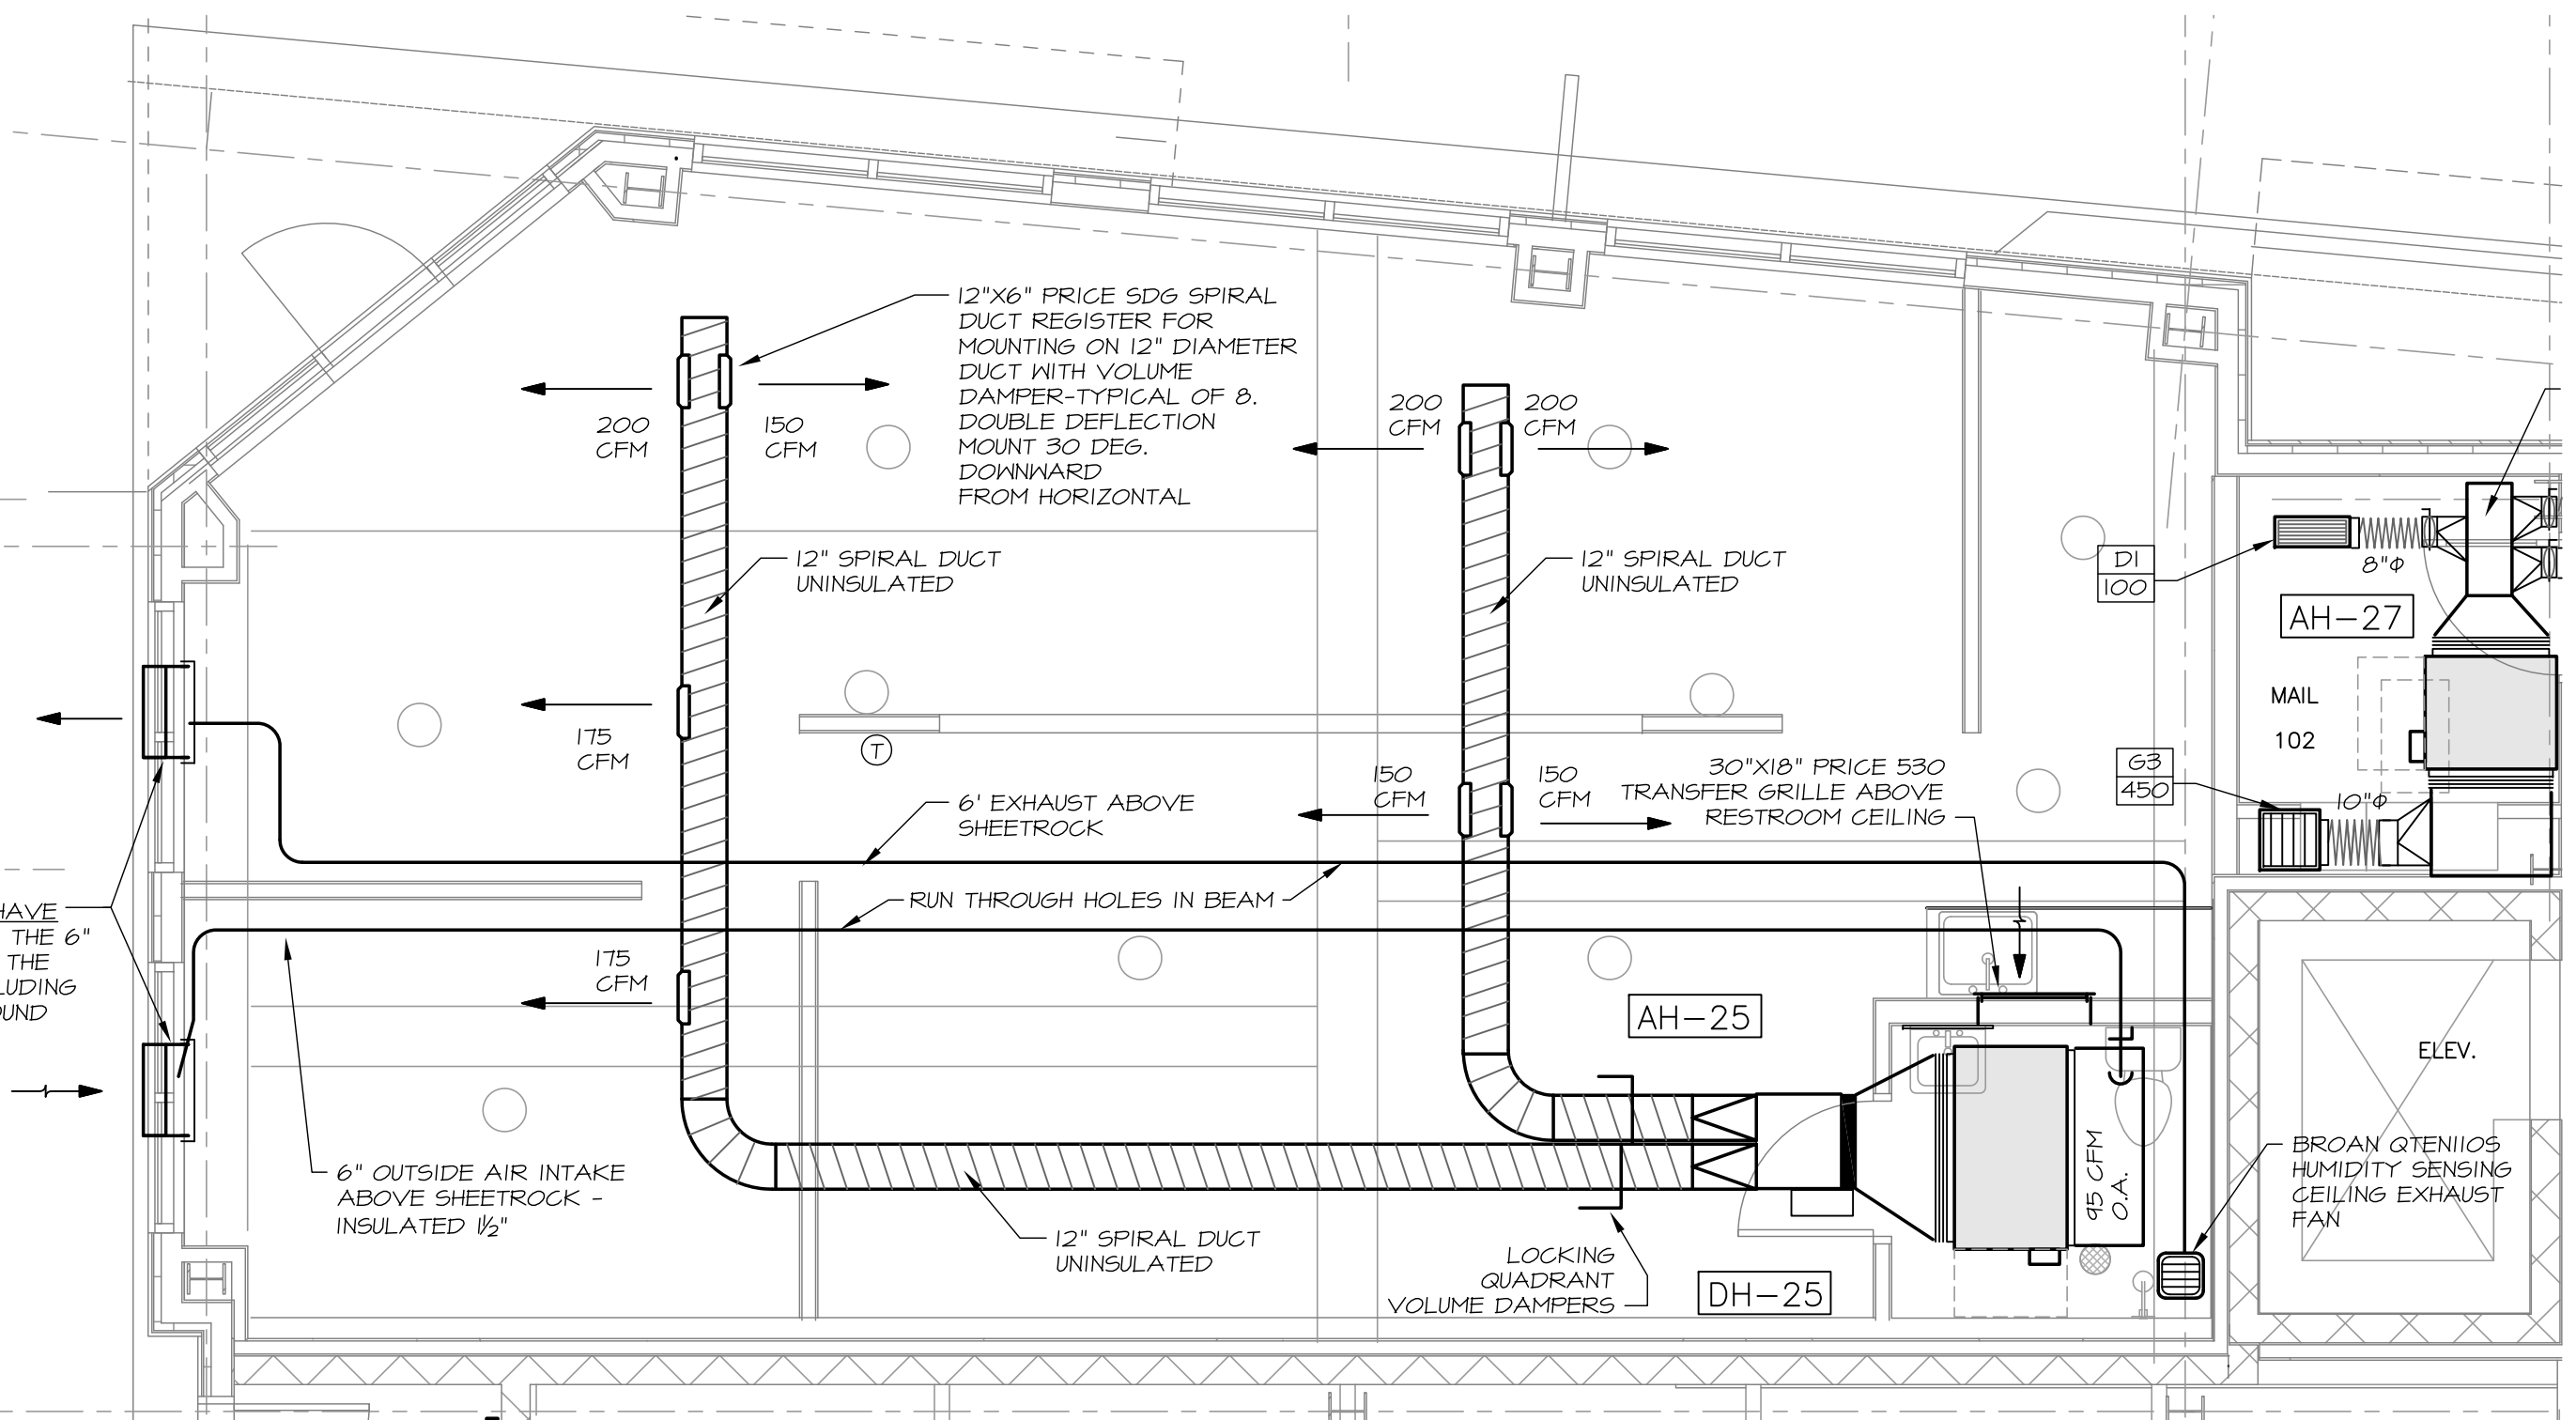 12"X6" PRICE SDG SPIRAL
DUCT REGISTER FOR
MOUNTING ON 12" DIAMETER
DUCT WITH VOLUME
DAMPER-TYPICAL OF 8.
DOUBLE DEFLECTION
MOUNT 30 DEG.
DOWNWARD
FROM HORIZONTAL
200
CFM
150
CFM
200
CFM
200
CFM
12" SPIRAL DUCT
UNINSULATED
12" SPIRAL DUCT
UNINSULATED
D1
100
8"Φ
AH-27
MAIL
102
175
CFM
T
6' EXHAUST ABOVE
SHEETROCK
150
CFM
150
CFM
30"X18" PRICE 530
TRANSFER GRILLE ABOVE
RESTROOM CEILING
G3
450
10"Φ
HAVE
THE 6"
THE
LUDING
OUND
RUN THROUGH HOLES IN BEAM
175
CFM
AH-25
ELEV.
95 CFM
O.A.
6" OUTSIDE AIR INTAKE
ABOVE SHEETROCK -
INSULATED 1½"
12" SPIRAL DUCT
UNINSULATED
LOCKING
QUADRANT
VOLUME DAMPERS
DH-25
BROAN QTEN110S
HUMIDITY SENSING
CEILING EXHAUST
FAN